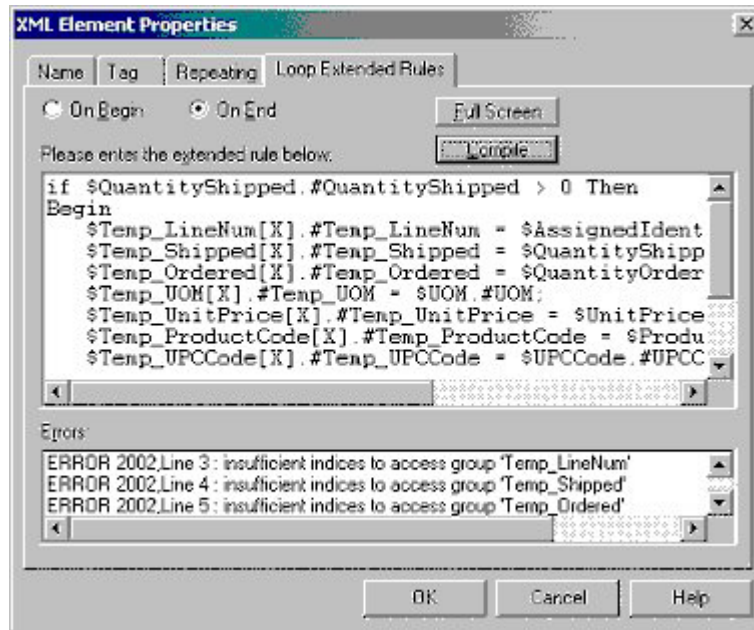 XML Element Properties
Name Tag Repeating Loop Extended Rules
On Begin On End Full Screen
Please enter the extended rule below: Compile
if $QuantityShipped.#QuantityShipped > 0 Then
Begin
$Temp_LineNum[X].#Temp_LineNum = $AssignedIdent
$Temp_Shipped[X].#Temp_Shipped = $QuantityShipp
$Temp_Ordered[X].#Temp_Ordered = $QuantityOrder
$Temp_UOM[X].#Temp_UOM = $UOM.#UOM;
$Temp_UnitPrice[X].#Temp_UnitPrice = $UnitPrice
$Temp_ProductCode[X].#Temp_ProductCode = $Produ
$Temp_UPCCode[X].#Temp_UPCCode = $UPCCode.#UPCC
Errors:
ERROR 2002,Line 3 : insufficient indices to access group 'Temp_LineNum'
ERROR 2002,Line 4 : insufficient indices to access group 'Temp_Shipped'
ERROR 2002,Line 5 : insufficient indices to access group 'Temp_Ordered'
OK Cancel Help